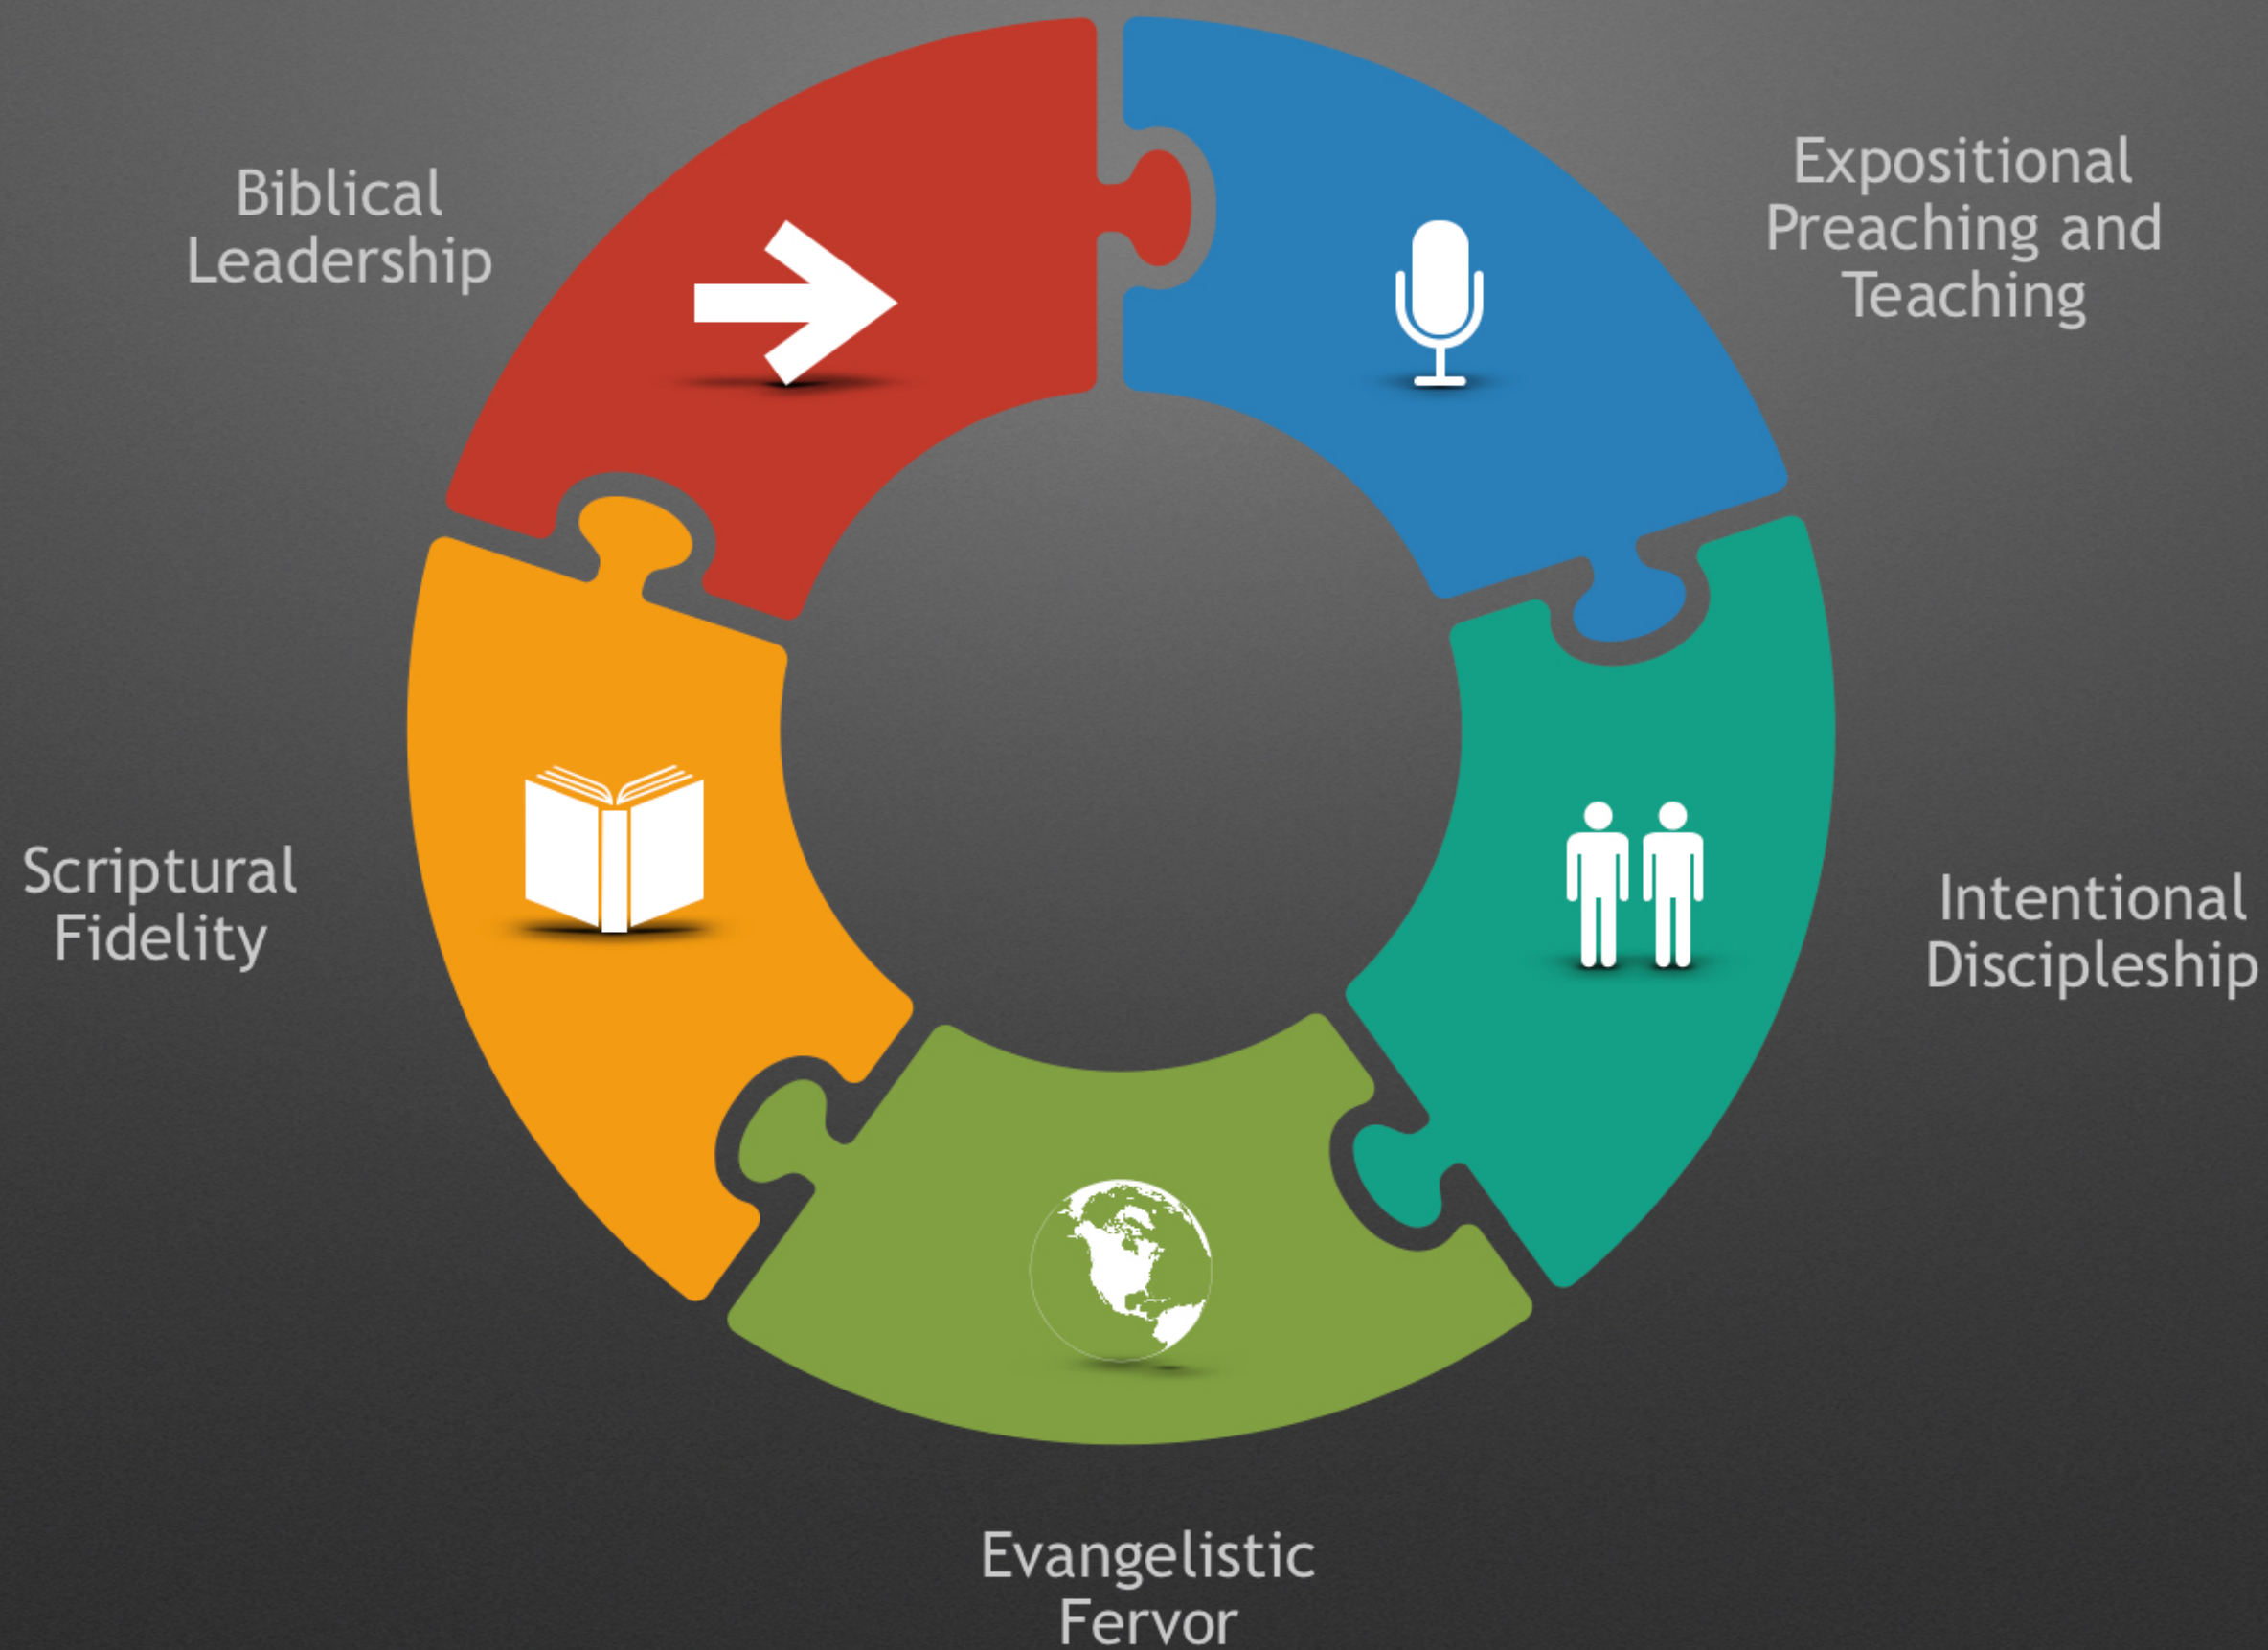 Biblical
Leadership
Expositional
Preaching and
Teaching
Scriptural
Fidelity
Intentional
Discipleship
Evangelistic
Fervor